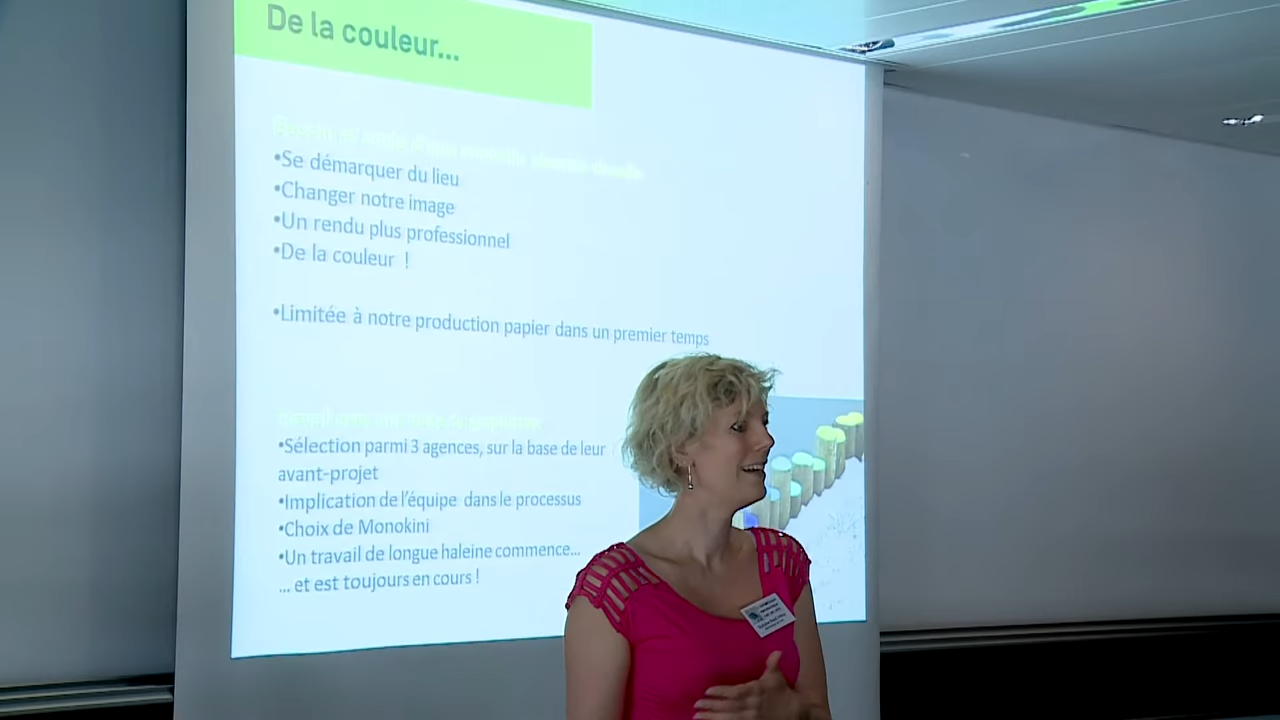 De la couleur...
•Se démarquer du lieu
•Changer notre image
•Un rendu plus professionnel
•De la couleur !
•Limitée à notre production papier dans un premier temps
•Sélection parmi 3 agences, sur la base de leur
avant-projet
•Implication de l'équipe dans le processus
•Choix de Monokini
•Un travail de longue haleine commence...
... et est toujours en cours !